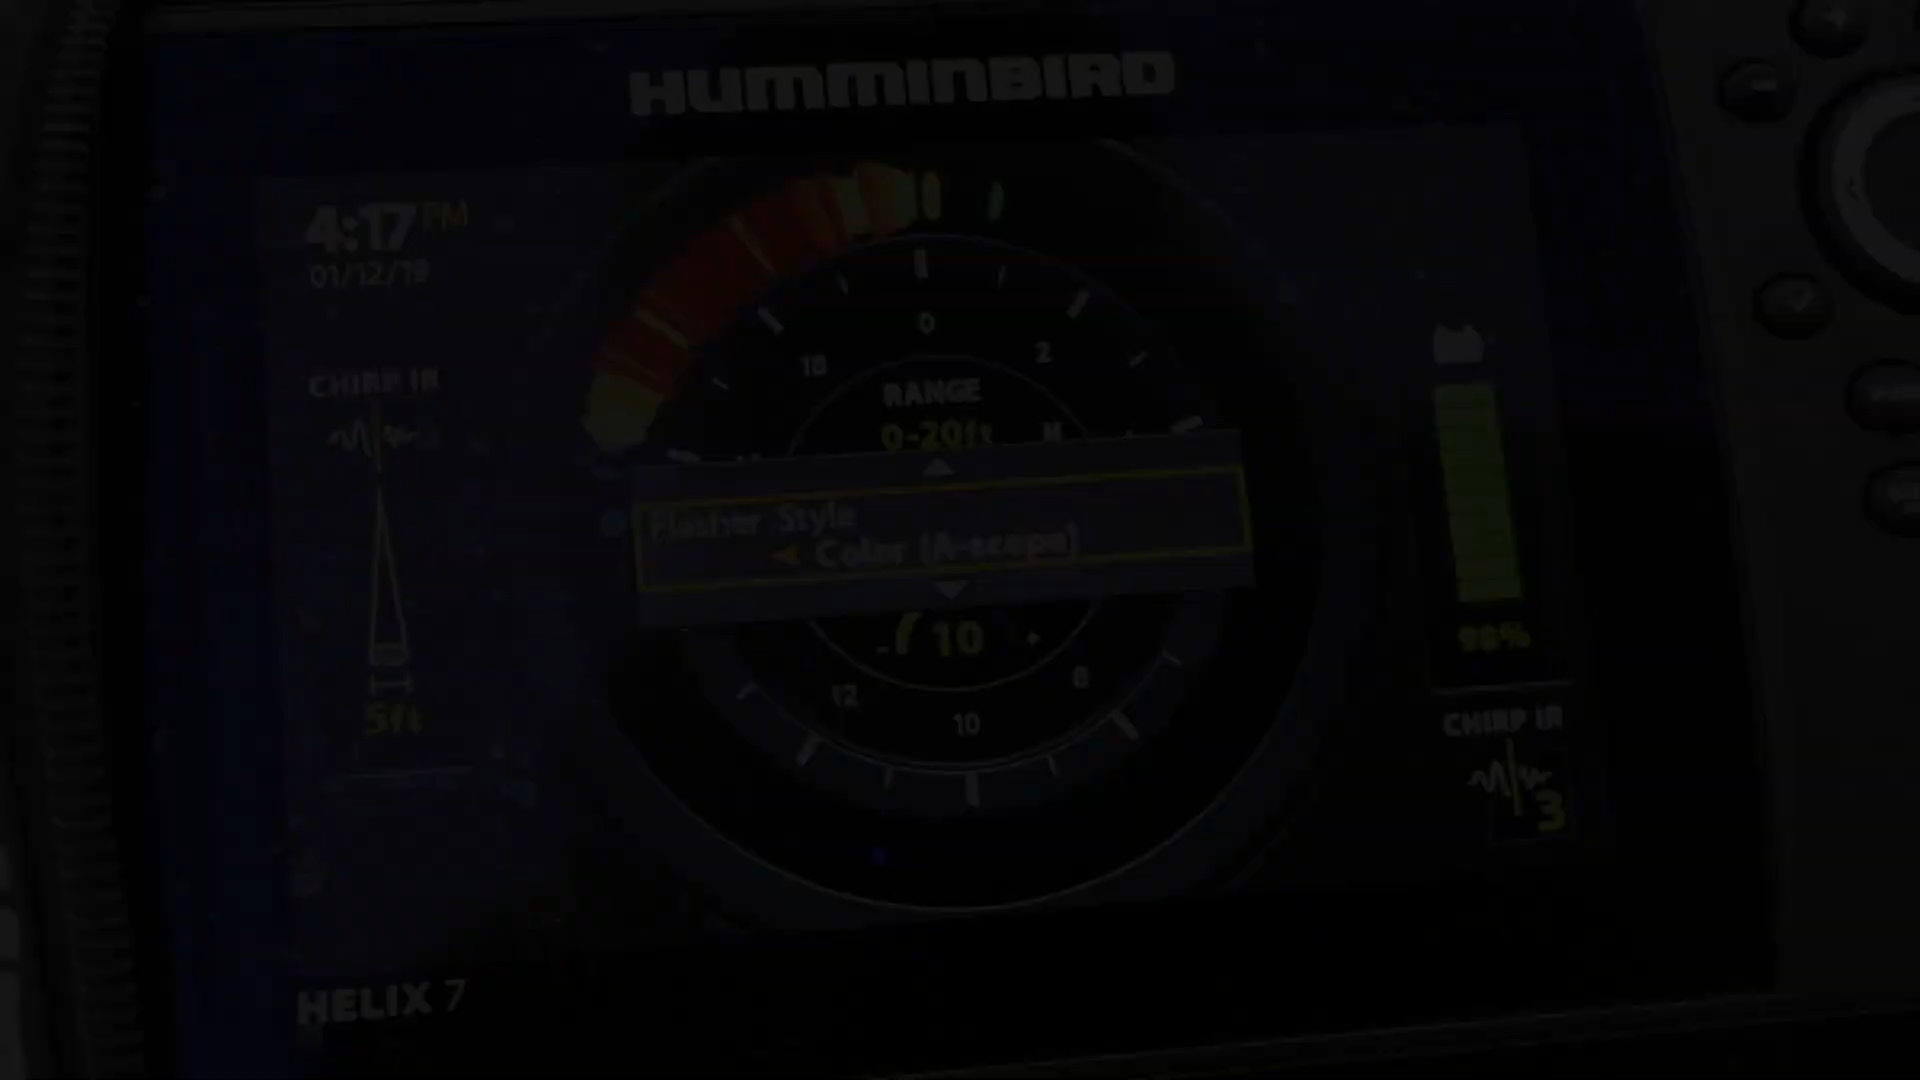 HUMMINBIRD
4:17 PM
01/12/19
CHIRP IR
5ft
0
18
2
RANGE
0-20ft
Flasher Style
Color (A-scope)
- 10 +
12
8
10
98%
CHIRP IR
3
HELIX 7